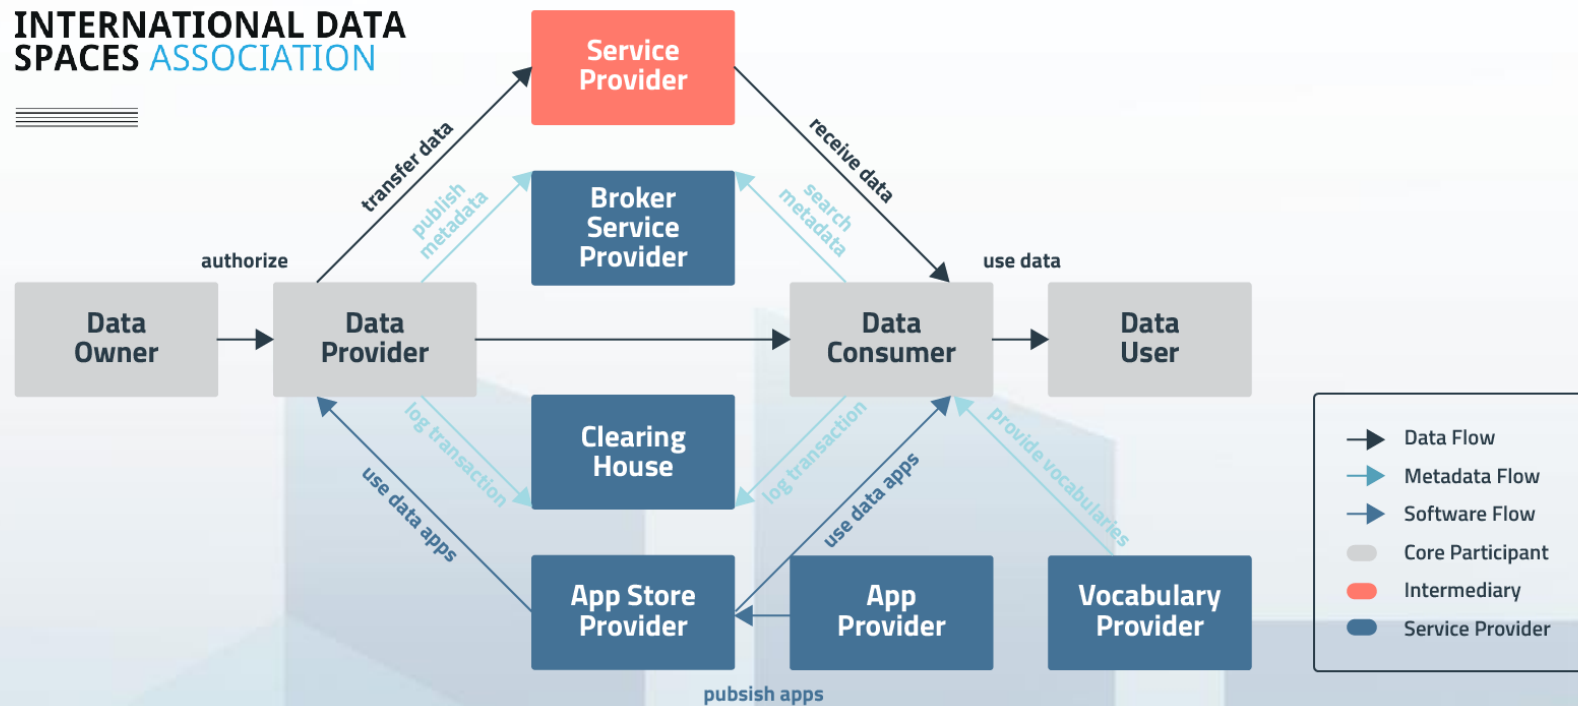 INTERNATIONAL DATA
SPACES ASSOCIATION
Service
Provider
transfer data
receive data
publish
metadata
Broker
Service
Provider
search
metadata
authorize
use data
Data
Owner
Data
Provider
Data
Consumer
Data
User
log transaction
Clearing
House
log transaction
provide vocabularies
use data apps
use data apps
App Store
Provider
App
Provider
Vocabulary
Provider
pubsish apps
Data Flow
Metadata Flow
Software Flow
Core Participant
Intermediary
Service Provider